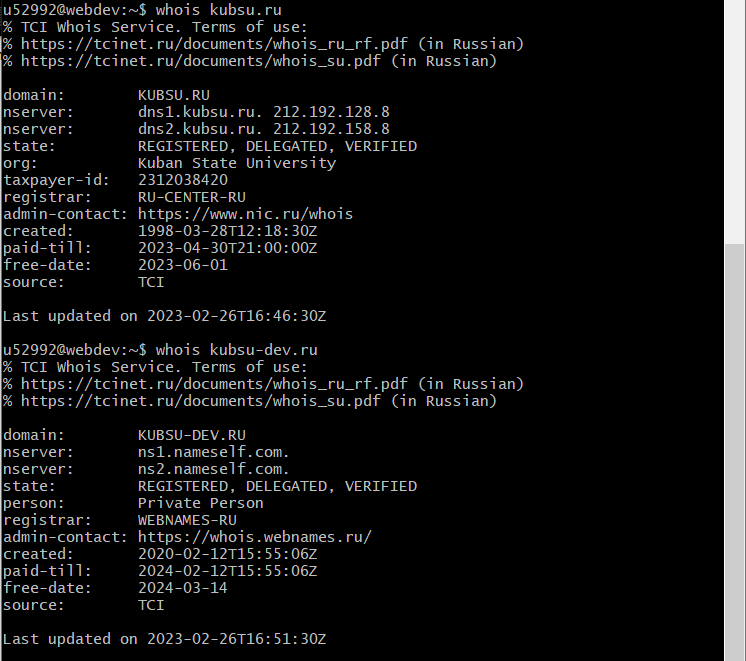 u52992@webdev:~$ whois kubsu.ru
% TCI Whois Service. Terms of use:
% https://tcinet.ru/documents/whois_ru_rf.pdf (in Russian)
% https://tcinet.ru/documents/whois_su.pdf (in Russian)

domain:        KUBSU.RU
nserver:       dns1.kubsu.ru. 212.192.128.8
nserver:       dns2.kubsu.ru. 212.192.158.8
state:         REGISTERED, DELEGATED, VERIFIED
org:           Kuban State University
taxpayer-id:   2312038420
registrar:     RU-CENTER-RU
admin-contact: https://www.nic.ru/whois
created:       1998-03-28T12:18:30Z
paid-till:     2023-04-30T21:00:00Z
free-date:     2023-06-01
source:        TCI

Last updated on 2023-02-26T16:46:30Z

u52992@webdev:~$ whois kubsu-dev.ru
% TCI Whois Service. Terms of use:
% https://tcinet.ru/documents/whois_ru_rf.pdf (in Russian)
% https://tcinet.ru/documents/whois_su.pdf (in Russian)

domain:        KUBSU-DEV.RU
nserver:       ns1.nameself.com.
nserver:       ns2.nameself.com.
state:         REGISTERED, DELEGATED, VERIFIED
person:        Private Person
registrar:     WEBNAMES-RU
admin-contact: https://whois.webnames.ru/
created:       2020-02-12T15:55:06Z
paid-till:     2024-02-12T15:55:06Z
free-date:     2024-03-14
source:        TCI

Last updated on 2023-02-26T16:51:30Z